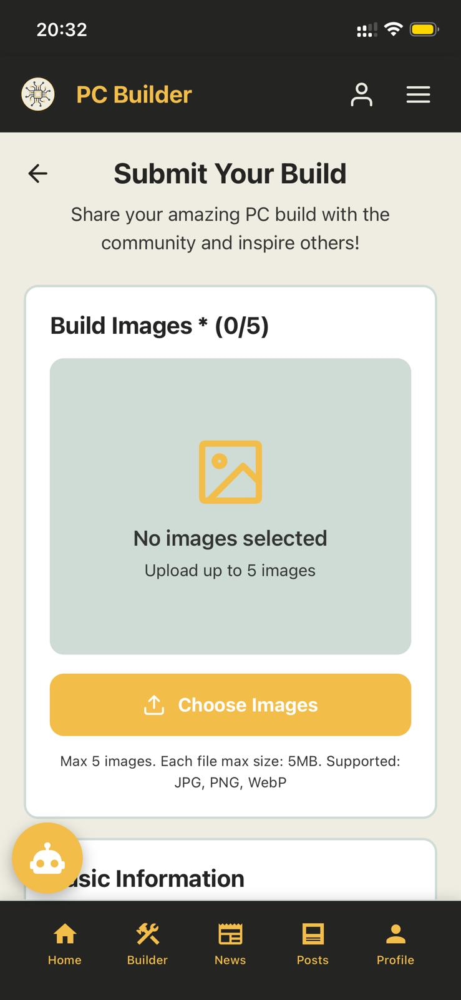 20:32
PC Builder
Submit Your Build
Share your amazing PC build with the
community and inspire others!
Build Images * (0/5)
No images selected
Upload up to 5 images
Choose Images
Max 5 images. Each file max size: 5MB. Supported:
JPG, PNG, WebP
asic Information
Home
Builder
News
Posts
Profile